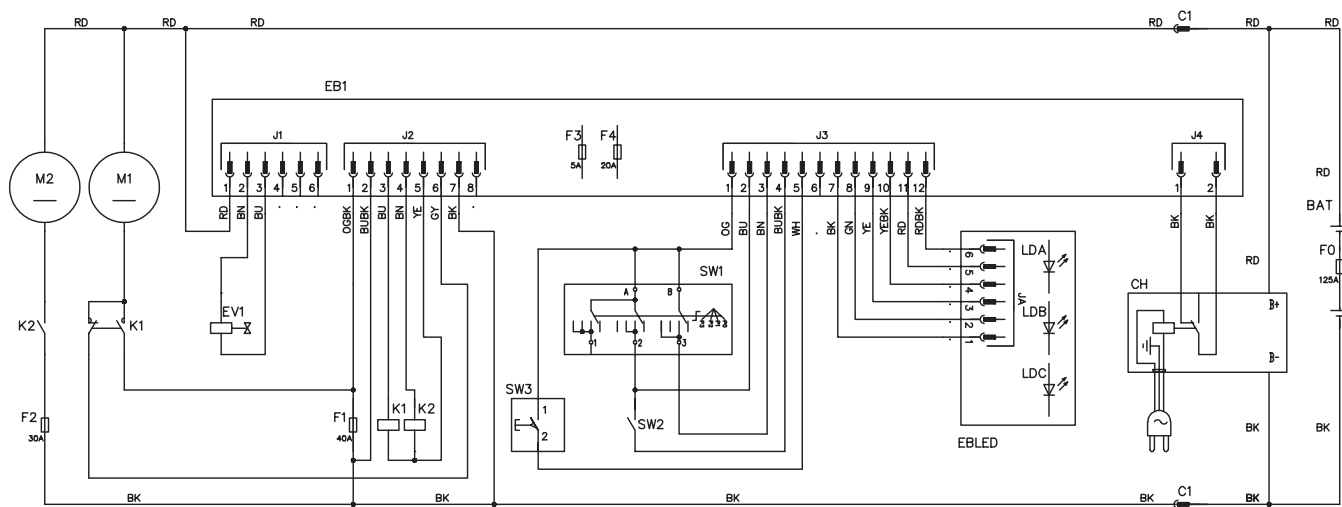 RD RD RD RD C1 RD RD
EB1
J1 J2 F3 F4 J3 J4
5A 20A
M2 M1
1 2 3 4 5 6 1 2 3 4 5 6 7 8 1 2 3 4 5 6 7 8 9 10 11 12 1 2
RD BN BU . . . OGBK BUBK BU BN YE GY BK . OG BU BN BUBK WH . BK GN YE YEBK RD RDBK BK BK
RD
BAT
F0
125A
RD
SW1
A B
1 2 3
. 6
. 5
. 4
. 3
. 2
. 1
JA
LDA
LDB
LDC
EBLED
CH
B+
B-
K2 K1 EV1
F2
30A
F1
40A
K1 K2
SW3
1
2
SW2
BK BK
BK BK BK BK C1 BK